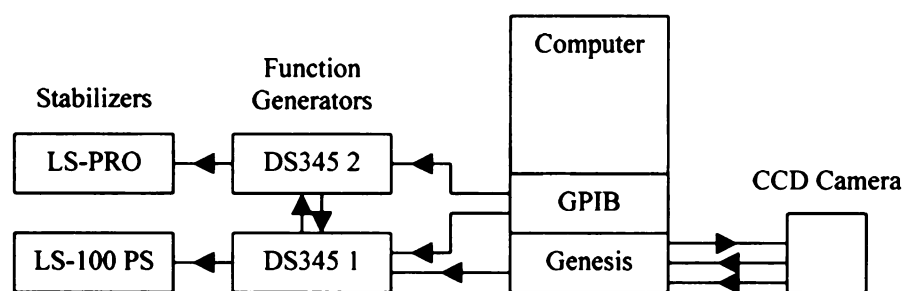 Computer
Function
Generators
Stabilizers
LS-PRO
DS345 2
GPIB
CCD Camera
LS-100 PS
DS345 1
Genesis